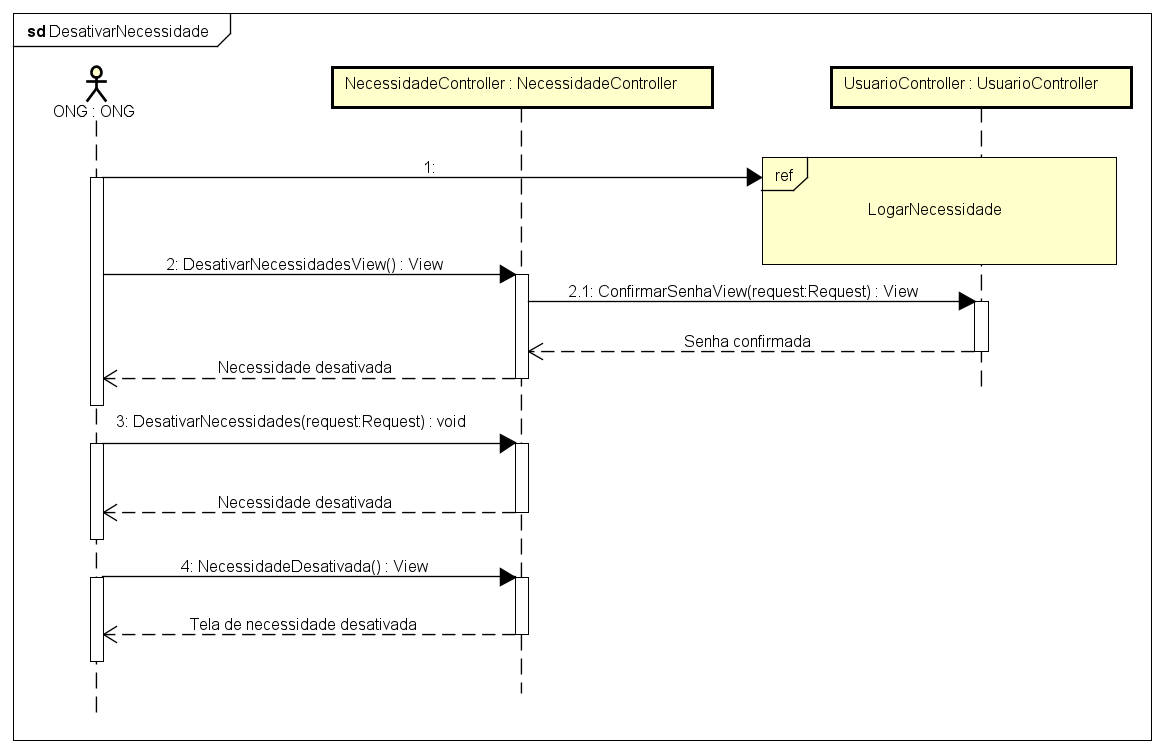 sd DesativarNecessidade
ONG : ONG
NecessidadeController : NecessidadeController
UsuarioController : UsuarioController
1:
ref
LogarNecessidade
2: DesativarNecessidadesView() : View
2.1: ConfirmarSenhaView(request:Request) : View
Senha confirmada
Necessidade desativada
3: DesativarNecessidades(request:Request) : void
Necessidade desativada
4: NecessidadeDesativada() : View
Tela de necessidade desativada